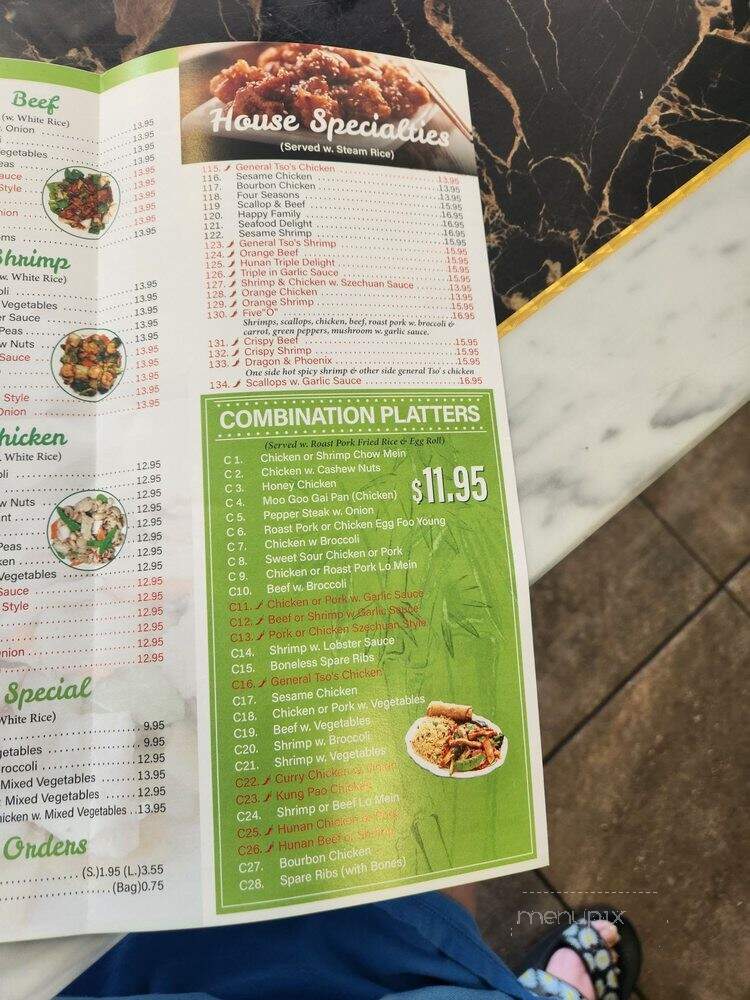 Beef
(w. White Rice)
. Onion ..... 13.95
..... 13.95
egetables ..... 13.95
eas ..... 13.95
auce ..... 13.95
Style ..... 13.95
..... 13.95
nion ..... 13.95
..... 13.95
oms ..... 13.95
Shrimp
(w. White Rice)
oli ..... 13.95
Vegetables ..... 13.95
er Sauce ..... 13.95
Peas ..... 13.95
w Nuts ..... 13.95
Sauce ..... 13.95
..... 13.95
Style ..... 13.95
Onion ..... 13.95
hicken
. White Rice)
oli ..... 12.95
..... 12.95
w Nuts ..... 12.95
nt ..... 12.95
..... 12.95
Peas ..... 12.95
ken ..... 12.95
Vegetables ..... 12.95
Sauce ..... 12.95
Style ..... 12.95
..... 12.95
nion ..... 12.95
..... 12.95
Special
White Rice)
..... 9.95
getables ..... 9.95
roccoli ..... 12.95
Mixed Vegetables ..... 13.95
Mixed Vegetables ..... 12.95
hicken w. Mixed Vegetables ..13.95
Orders
..... (S.)1.95 (L.)3.55
..... (Bag)0.75
House Specialties
(Served w. Steam Rice)
115. General Tso's Chicken ..... 13.95
116. Sesame Chicken ..... 13.95
117. Bourbon Chicken ..... 13.95
118. Four Seasons ..... 15.95
119 Scallop & Beef ..... 16.95
120. Happy Family ..... 16.95
121. Seafood Delight ..... 16.95
122. Sesame Shrimp ..... 15.95
123. General Tso's Shrimp ..... 15.95
124. Orange Beef ..... 15.95
125. Hunan Triple Delight ..... 15.95
126. Triple in Garlic Sauce ..... 15.95
127. Shrimp & Chicken w. Szechuan Sauce ..... 13.95
128. Orange Chicken ..... 13.95
129. Orange Shrimp ..... 15.95
130. Five"O" ..... 16.95
Shrimps, scallops, chicken, beef, roast pork w. broccoli &
carrot, green peppers, mushroom w. garlic sauce.
131. Crispy Beef ..... 15.95
132. Crispy Shrimp ..... 15.95
133. Dragon & Phoenix ..... 15.95
One side hot spicy shrimp & other side general Tso's chicken
134. Scallops w. Garlic Sauce ..... 16.95
COMBINATION PLATTERS
(Served w. Roast Pork Fried Rice & Egg Roll)
$11.95
C 1. Chicken or Shrimp Chow Mein
C 2. Chicken w. Cashew Nuts
C 3. Honey Chicken
C 4. Moo Goo Gai Pan (Chicken)
C 5. Pepper Steak w. Onion
C 6. Roast Pork or Chicken Egg Foo Young
C 7. Chicken w Broccoli
C 8. Sweet Sour Chicken or Pork
C 9. Chicken or Roast Pork Lo Mein
C10. Beef w. Broccoli
C11. Chicken or Pork w. Garlic Sauce
C12. Beef or Shrimp w. Garlic Sauce
C13. Pork or Chicken Szechuan Style
C14. Shrimp w. Lobster Sauce
C15. Boneless Spare Ribs
C16. General Tso's Chicken
C17. Sesame Chicken
C18. Chicken or Pork w. Vegetables
C19. Beef w. Vegetables
C20. Shrimp w. Broccoli
C21. Shrimp w. Vegetables
C22. Curry Chicken w. Onion
C23. Kung Pao Chicken
C24. Shrimp or Beef Lo Mein
C25. Hunan Chicken or Pork
C26. Hunan Beef or Shrimp
C27. Bourbon Chicken
C28. Spare Ribs (with Bones)
menupix